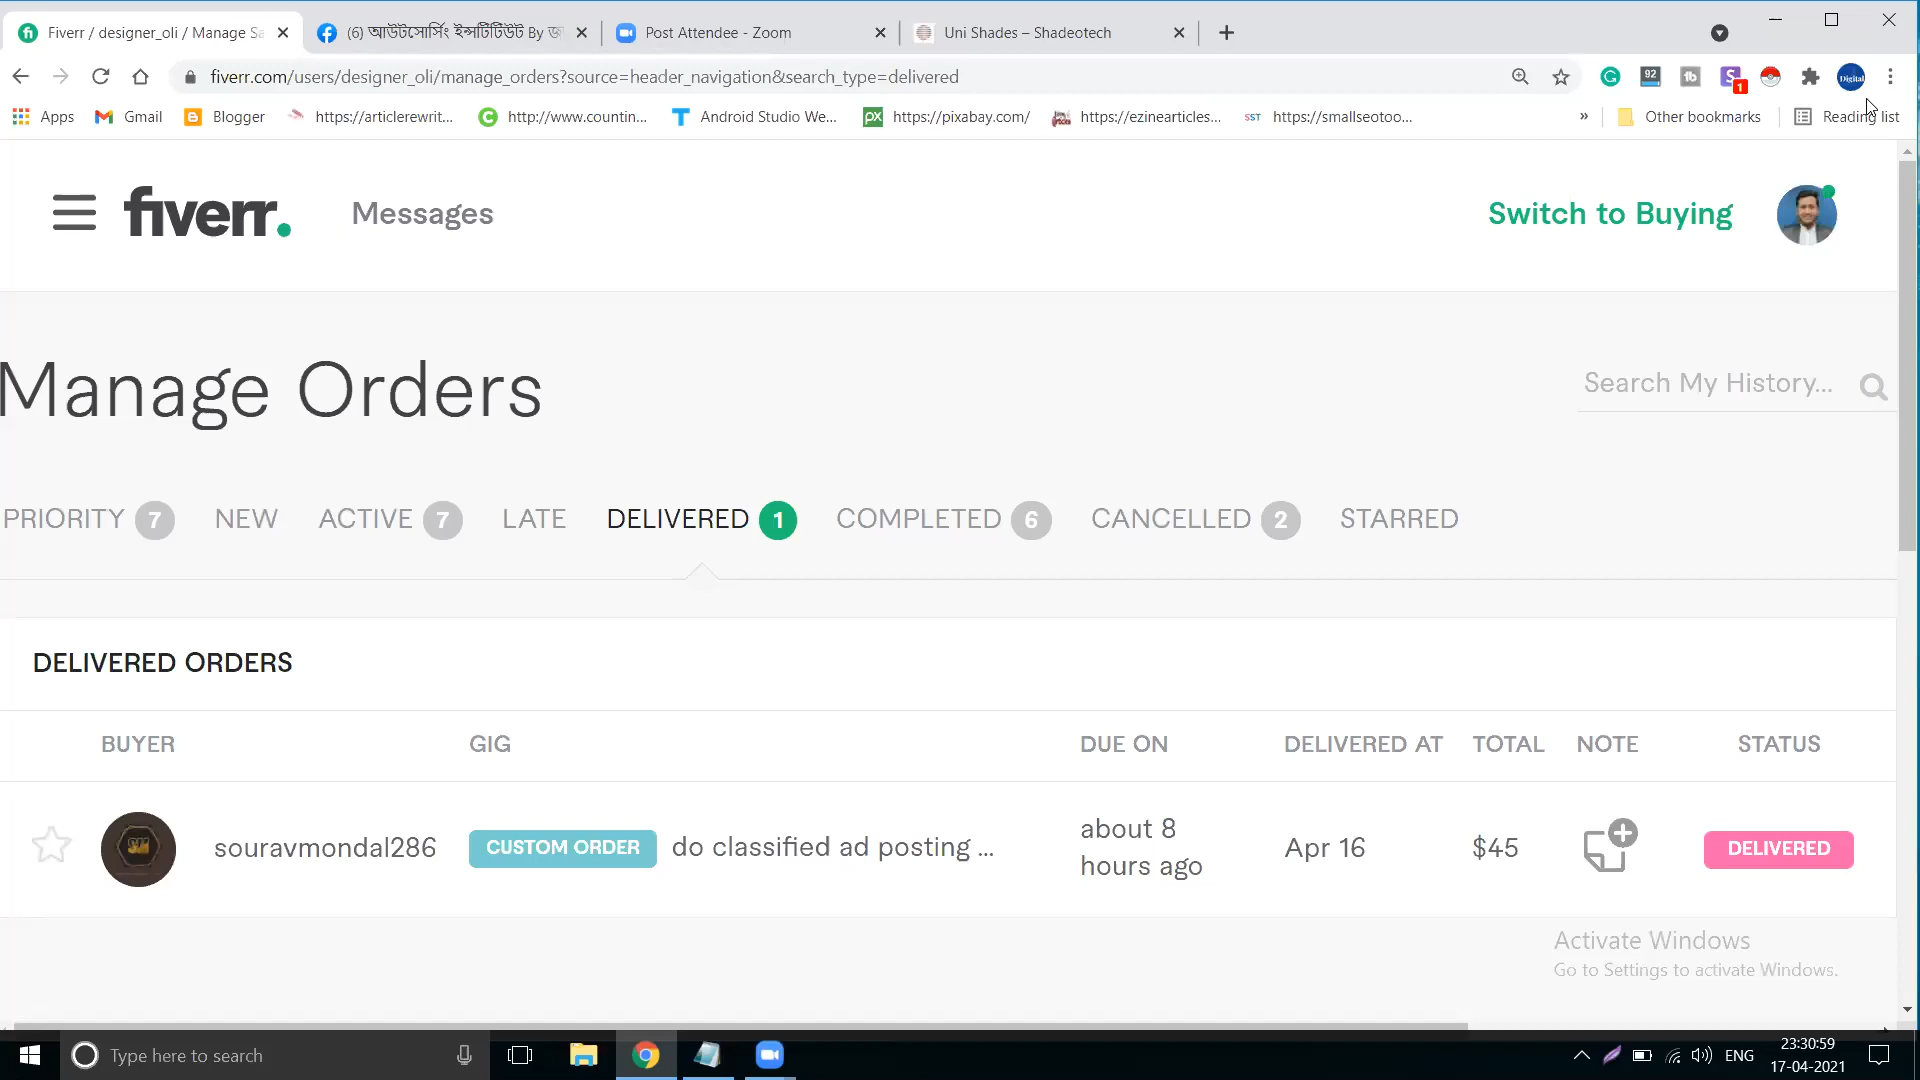 Fiverr / designer_oli / Manage Sa
(6) আউটসোর্সিং ইন্সটিটিউট By জ
Post Attendee - Zoom
Uni Shades – Shadeotech
fiverr.com/users/designer_oli/manage_orders?source=header_navigation&search_type=delivered
92
1
Digital
Apps
Gmail
Blogger
https://articlerewrit...
http://www.countin...
Android Studio We...
https://pixabay.com/
https://ezinearticles...
SST
https://smallseotoo...
»
Other bookmarks
Reading list
fiverr.
Messages
Switch to Buying
Manage Orders
Search My History...
PRIORITY 7 NEW ACTIVE 7 LATE DELIVERED 1 COMPLETED 6 CANCELLED 2 STARRED
DELIVERED ORDERS
BUYER GIG DUE ON DELIVERED AT TOTAL NOTE STATUS
souravmondal286 CUSTOM ORDER do classified ad posting ... about 8
hours ago
Apr 16 $45 DELIVERED
Activate Windows
Go to Settings to activate Windows.
Type here to search
ENG
23:30:59
17-04-2021